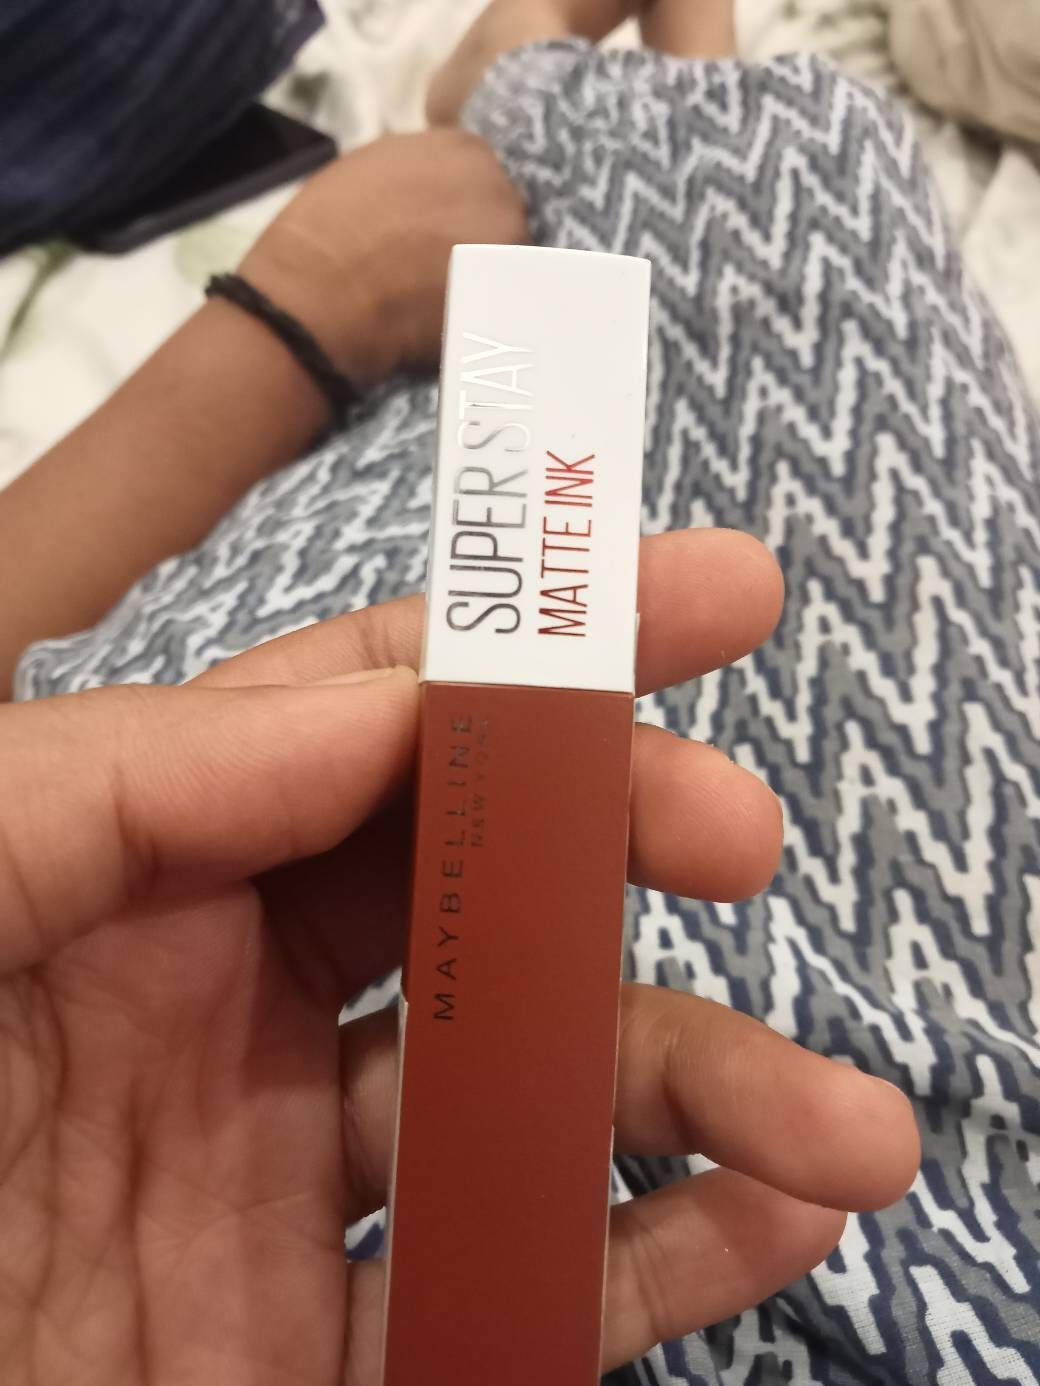 SUPER STAY
MATTE INK
MAYBELLINE
NEW YORK